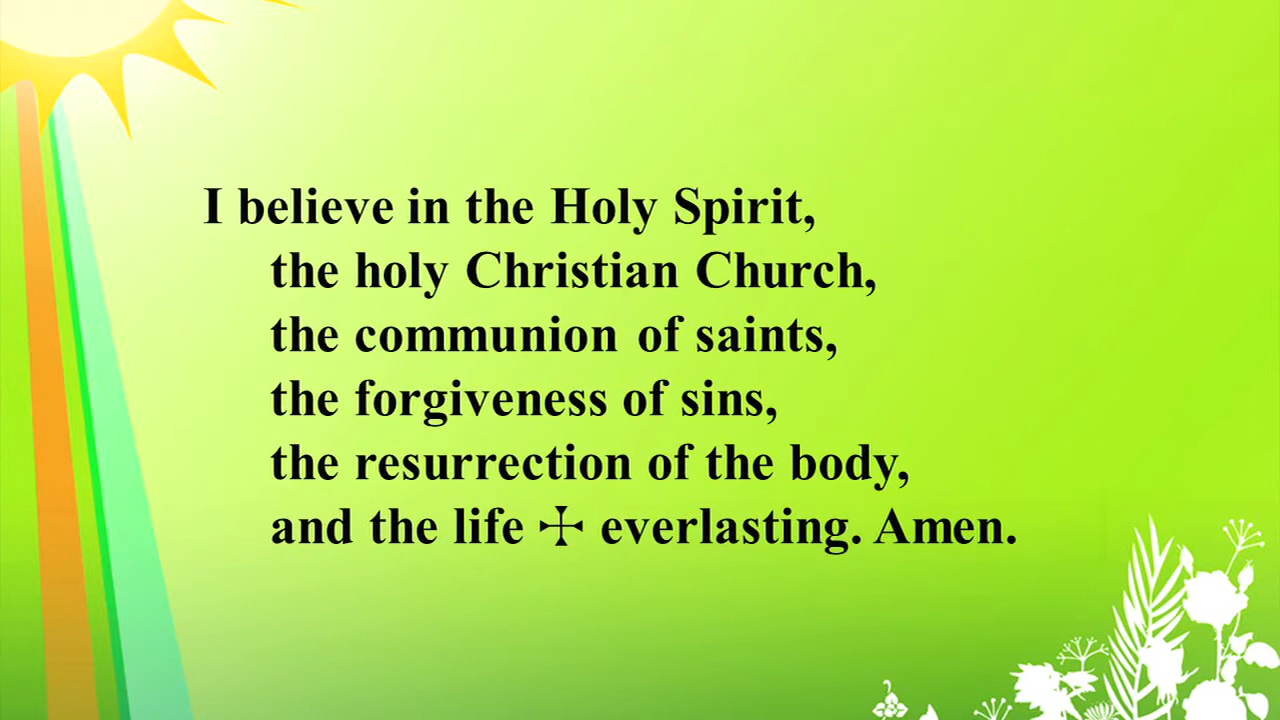 I believe in the Holy Spirit,
the holy Christian Church,
the communion of saints,
the forgiveness of sins,
the resurrection of the body,
and the life ☩ everlasting. Amen.